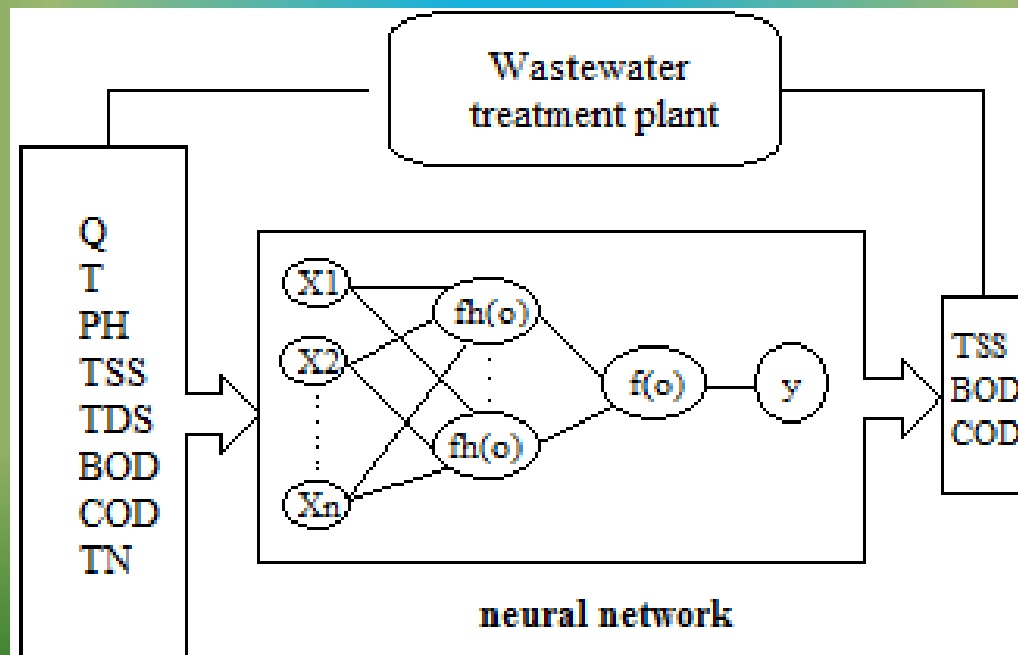 Wastewater
treatment plant
Q
T
PH
TSS
TDS
BOD
COD
TN
X1
X2
Xn
fh(o)
fh(o)
f(o)
y
TSS
BOD
COD
neural network